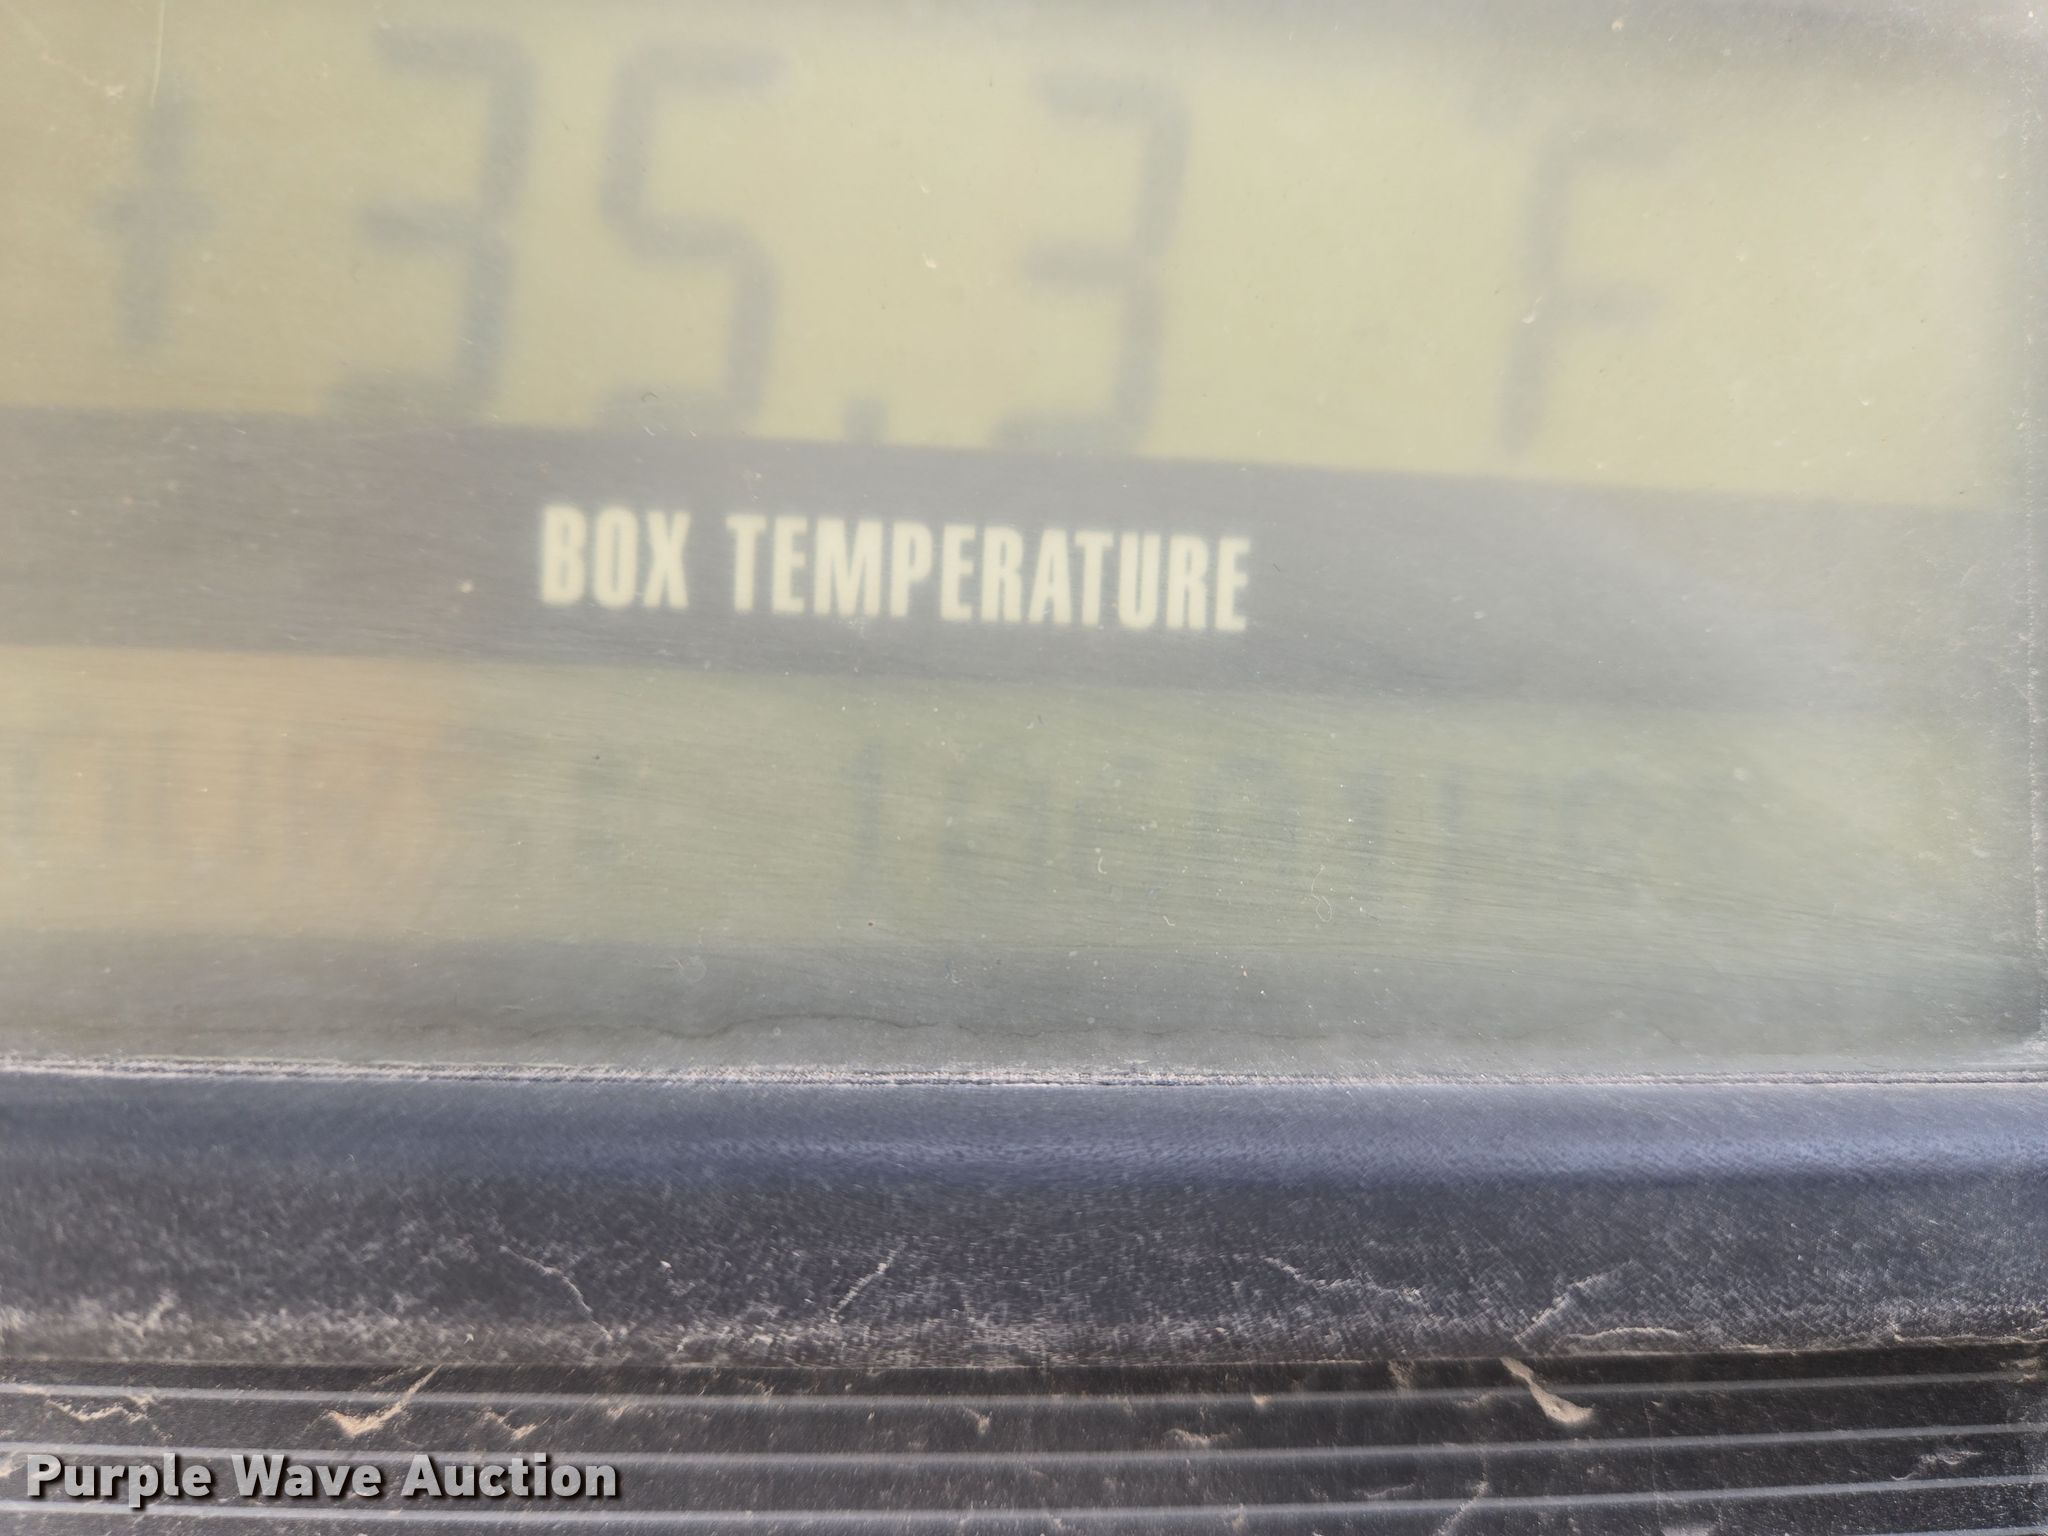 +35.3 F
BOX TEMPERATURE
Purple Wave Auction